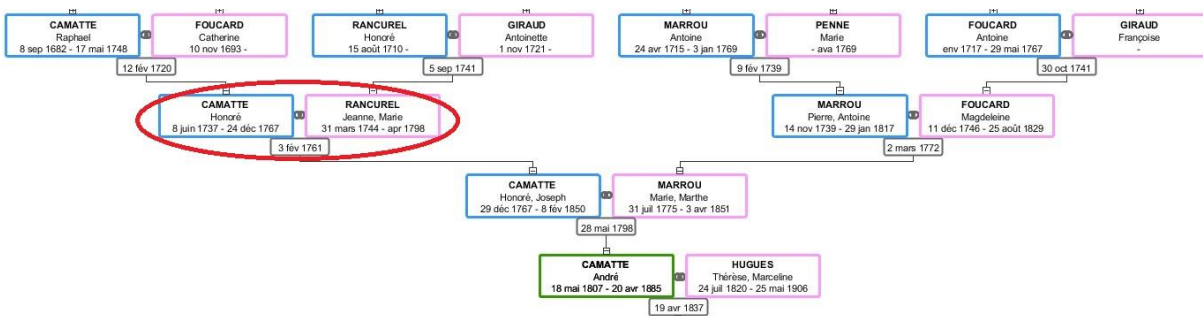 CAMATTE
Raphael
8 sep 1682 - 17 mai 1748
FOUCARD
Catherine
10 nov 1693 -
RANCUREL
Honoré
15 août 1710 -
GIRAUD
Antoinette
1 nov 1721 -
MARROU
Antoine
24 avr 1715 - 3 jan 1769
PENNE
Marie
- ava 1769
FOUCARD
Antoine
env 1717 - 29 mai 1767
GIRAUD
Françoise
-
12 fév 1720
5 sep 1741
9 fév 1739
30 oct 1741
CAMATTE
Honoré
8 juin 1737 - 24 déc 1767
RANCUREL
Jeanne, Marie
31 mars 1744 - apr 1798
MARROU
Pierre, Antoine
14 nov 1739 - 29 jan 1817
FOUCARD
Magdeleine
11 déc 1746 - 25 août 1829
3 fév 1761
2 mars 1772
CAMATTE
Honoré, Joseph
29 déc 1767 - 8 fév 1850
MARROU
Marie, Marthe
31 juil 1775 - 3 avr 1851
28 mai 1798
CAMATTE
André
18 mai 1807 - 20 avr 1885
HUGUES
Thérèse, Marceline
24 juil 1820 - 25 mai 1906
19 avr 1837